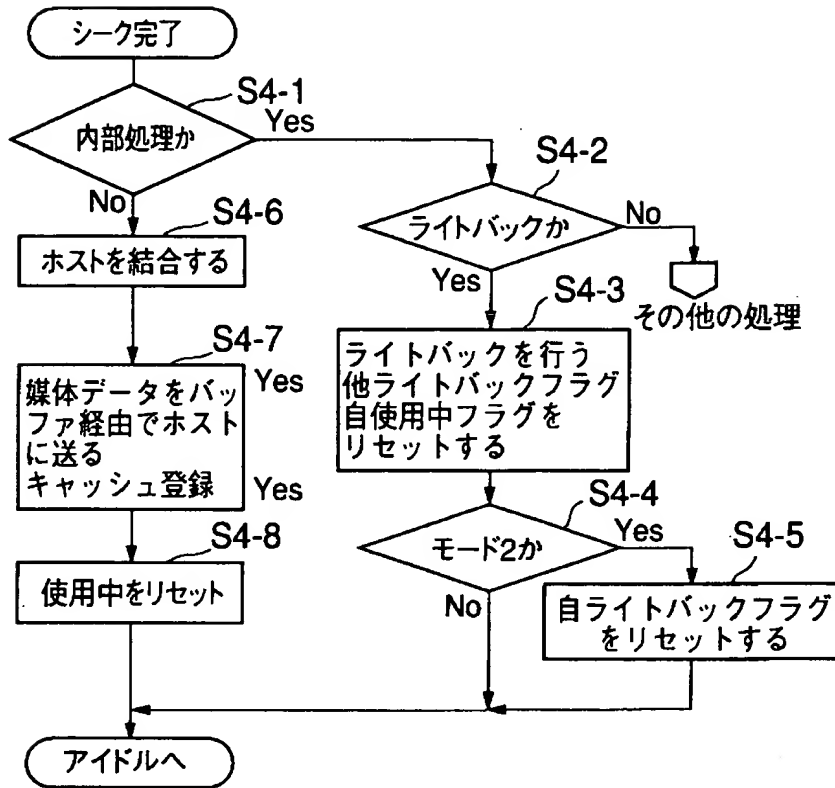 シーク完了
S4-1
内部処理か
Yes
No
S4-2
ライトバックか
No
Yes
その他の処理
S4-6
ホストを結合する
S4-3
ライトバックを行う
他ライトバックフラグ
自使用中フラグを
リセットする
S4-7
媒体データをバッ
ファ経由でホスト
に送る
キャッシュ登録
Yes
Yes
S4-4
モード2か
Yes
No
S4-5
自ライトバックフラグ
をリセットする
S4-8
使用中をリセット
アイドルへ